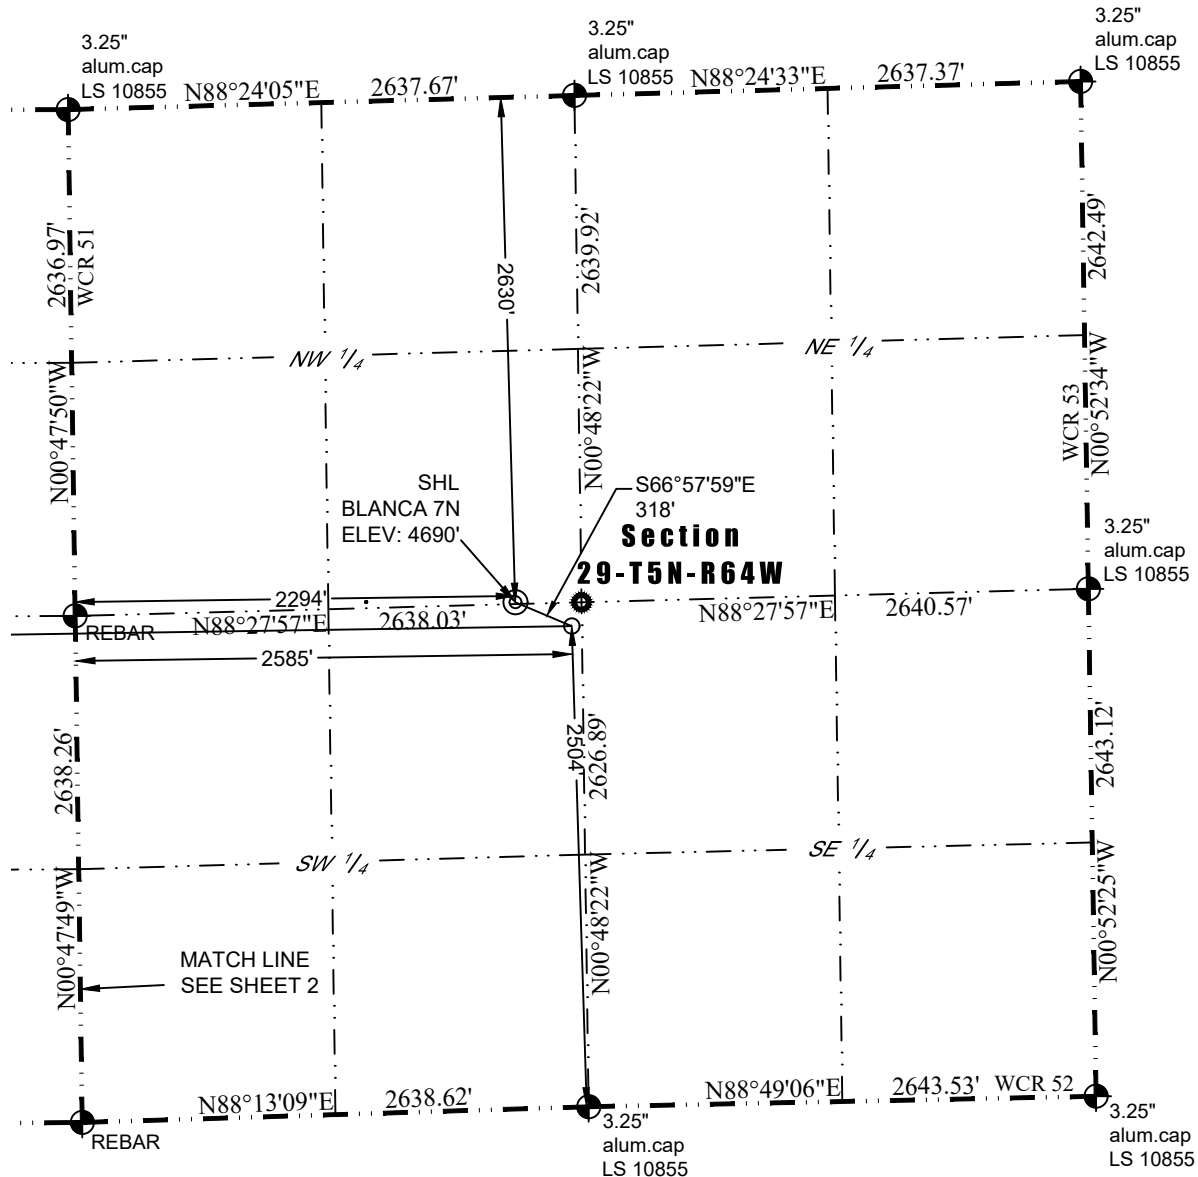 3.25"
alum.cap
LS 10855
3.25"
alum.cap
LS 10855
3.25"
alum.cap
LS 10855
N88°24'05"E
2637.67'
N88°24'33"E
2637.37'
2636.97'
WCR 51
2630'
2639.92'
2642.49'
NW 1/4
NE 1/4
N00°47'50"W
N00°48'22"W
WCR 53
N00°52'34"W
SHL
BLANCA 7N
ELEV: 4690'
S66°57'59"E
318'
Section
29-T5N-R64W
3.25"
alum.cap
LS 10855
2294'
REBAR
N88°27'57"E
2638.03'
N88°27'57"E
2640.57'
2585'
2638.26'
2504'
2626.89'
2643.12'
SW 1/4
SE 1/4
N00°47'49"W
N00°48'22"W
N00°52'25"W
MATCH LINE
SEE SHEET 2
N88°13'09"E
2638.62'
N88°49'06"E
2643.53'
WCR 52
REBAR
3.25"
alum.cap
LS 10855
3.25"
alum.cap
LS 10855